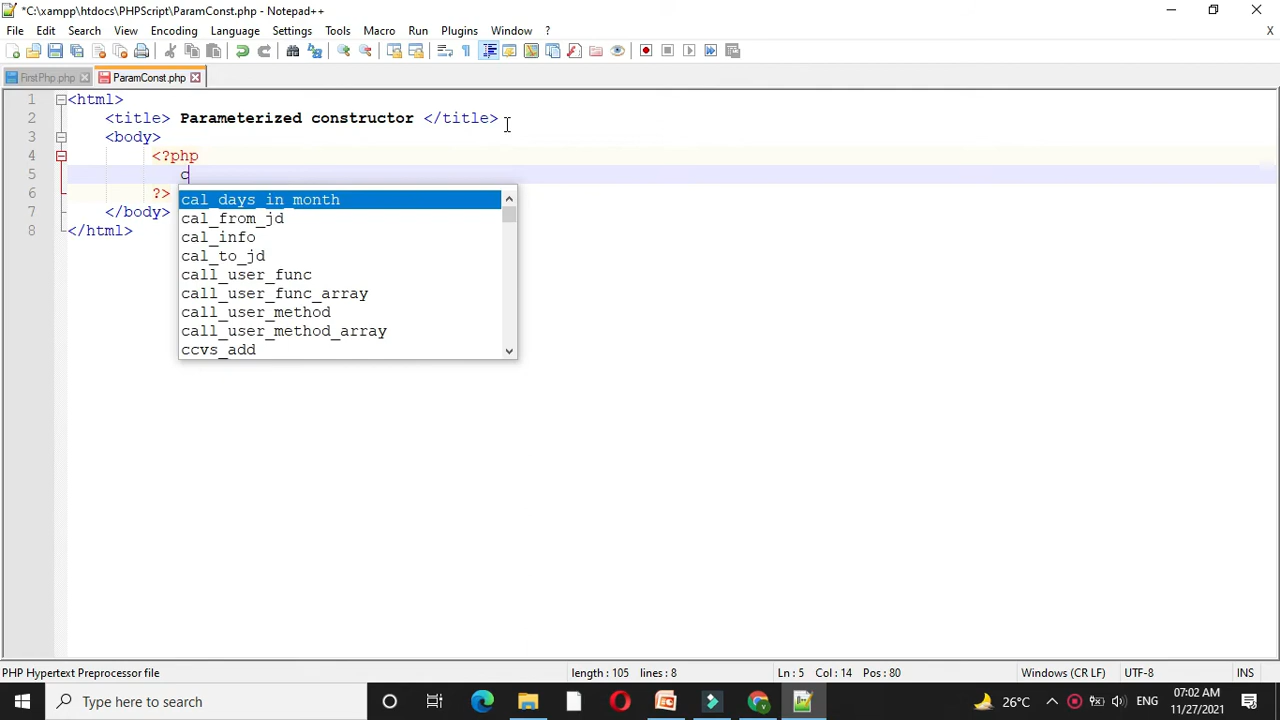 *C:\xampp\htdocs\PHPScript\ParamConst.php - Notepad++
File Edit Search View Encoding Language Settings Tools Macro Run Plugins Window ? X
FirstPhp.php ParamConst.php
1 <html>
2 <title> Parameterized constructor </title>
3 <body>
4 <?php
5 c
6 ?>
7 </body>
8 </html>
cal_days_in_month
cal_from_jd
cal_info
cal_to_jd
call_user_func
call_user_func_array
call_user_method
call_user_method_array
ccvs_add
PHP Hypertext Preprocessor file length : 105 lines : 8 Ln : 5 Col : 14 Pos : 80 Windows (CR LF) UTF-8 INS
Type here to search 26°C ENG 07:02 AM
11/27/2021